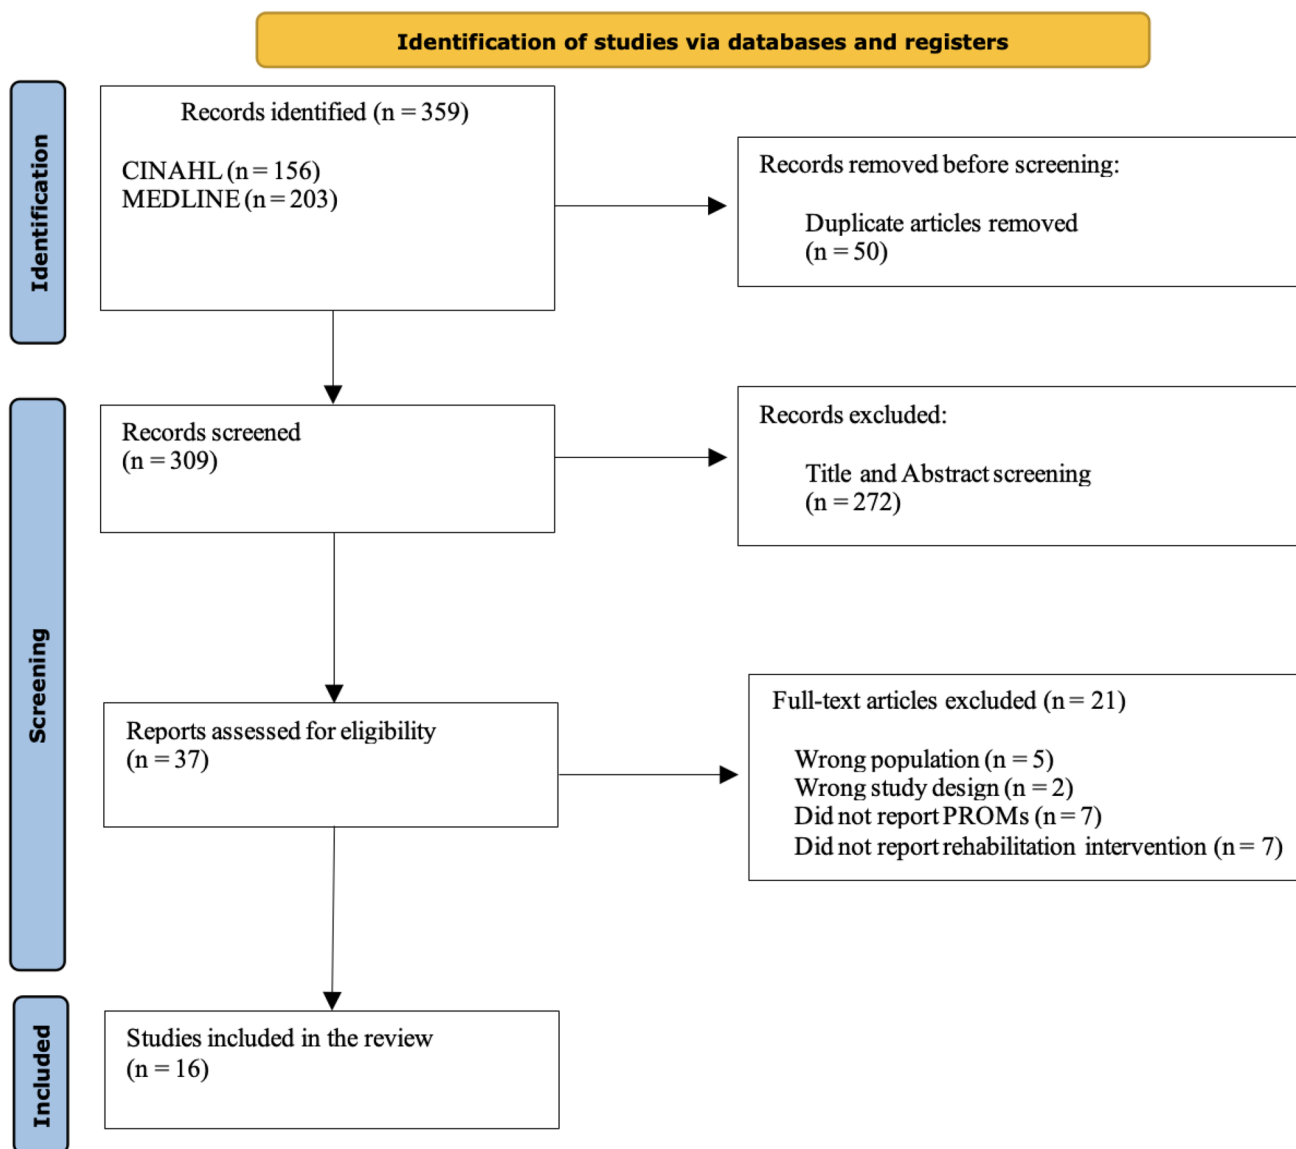 Identification of studies via databases and registers
Identification
Records identified (n = 359)
CINAHL (n = 156)
MEDLINE (n = 203)
Records removed before screening:
Duplicate articles removed
(n = 50)
Screening
Records screened
(n = 309)
Records excluded:
Title and Abstract screening
(n = 272)
Reports assessed for eligibility
(n = 37)
Full-text articles excluded (n = 21)
Wrong population (n = 5)
Wrong study design (n = 2)
Did not report PROMs (n = 7)
Did not report rehabilitation intervention (n = 7)
Included
Studies included in the review
(n = 16)